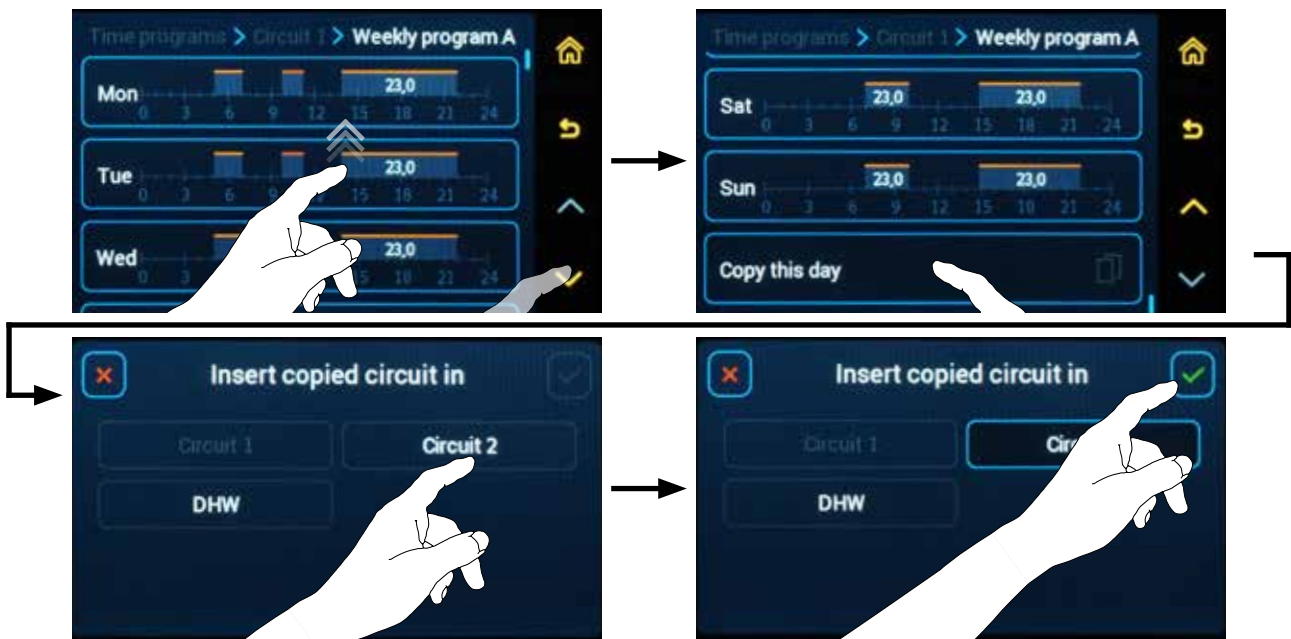 Time programs > Circuit 1 > Weekly program A
Mon 23,0
0 3 6 9 12 15 18 21 24
Tue 23,0
0 3 6 9 12 15 18 21 24
Wed 23,0
0 3 15 18 21 24
Time programs > Circuit 1 > Weekly program A
Sat 23,0 23,0
0 3 6 9 12 15 18 21 24
Sun 23,0 23,0
0 3 6 9 12 15 18 21 24
Copy this day
Insert copied circuit in
Circuit 1 Circuit 2
DHW
Insert copied circuit in
Circuit 1 Cir
DHW